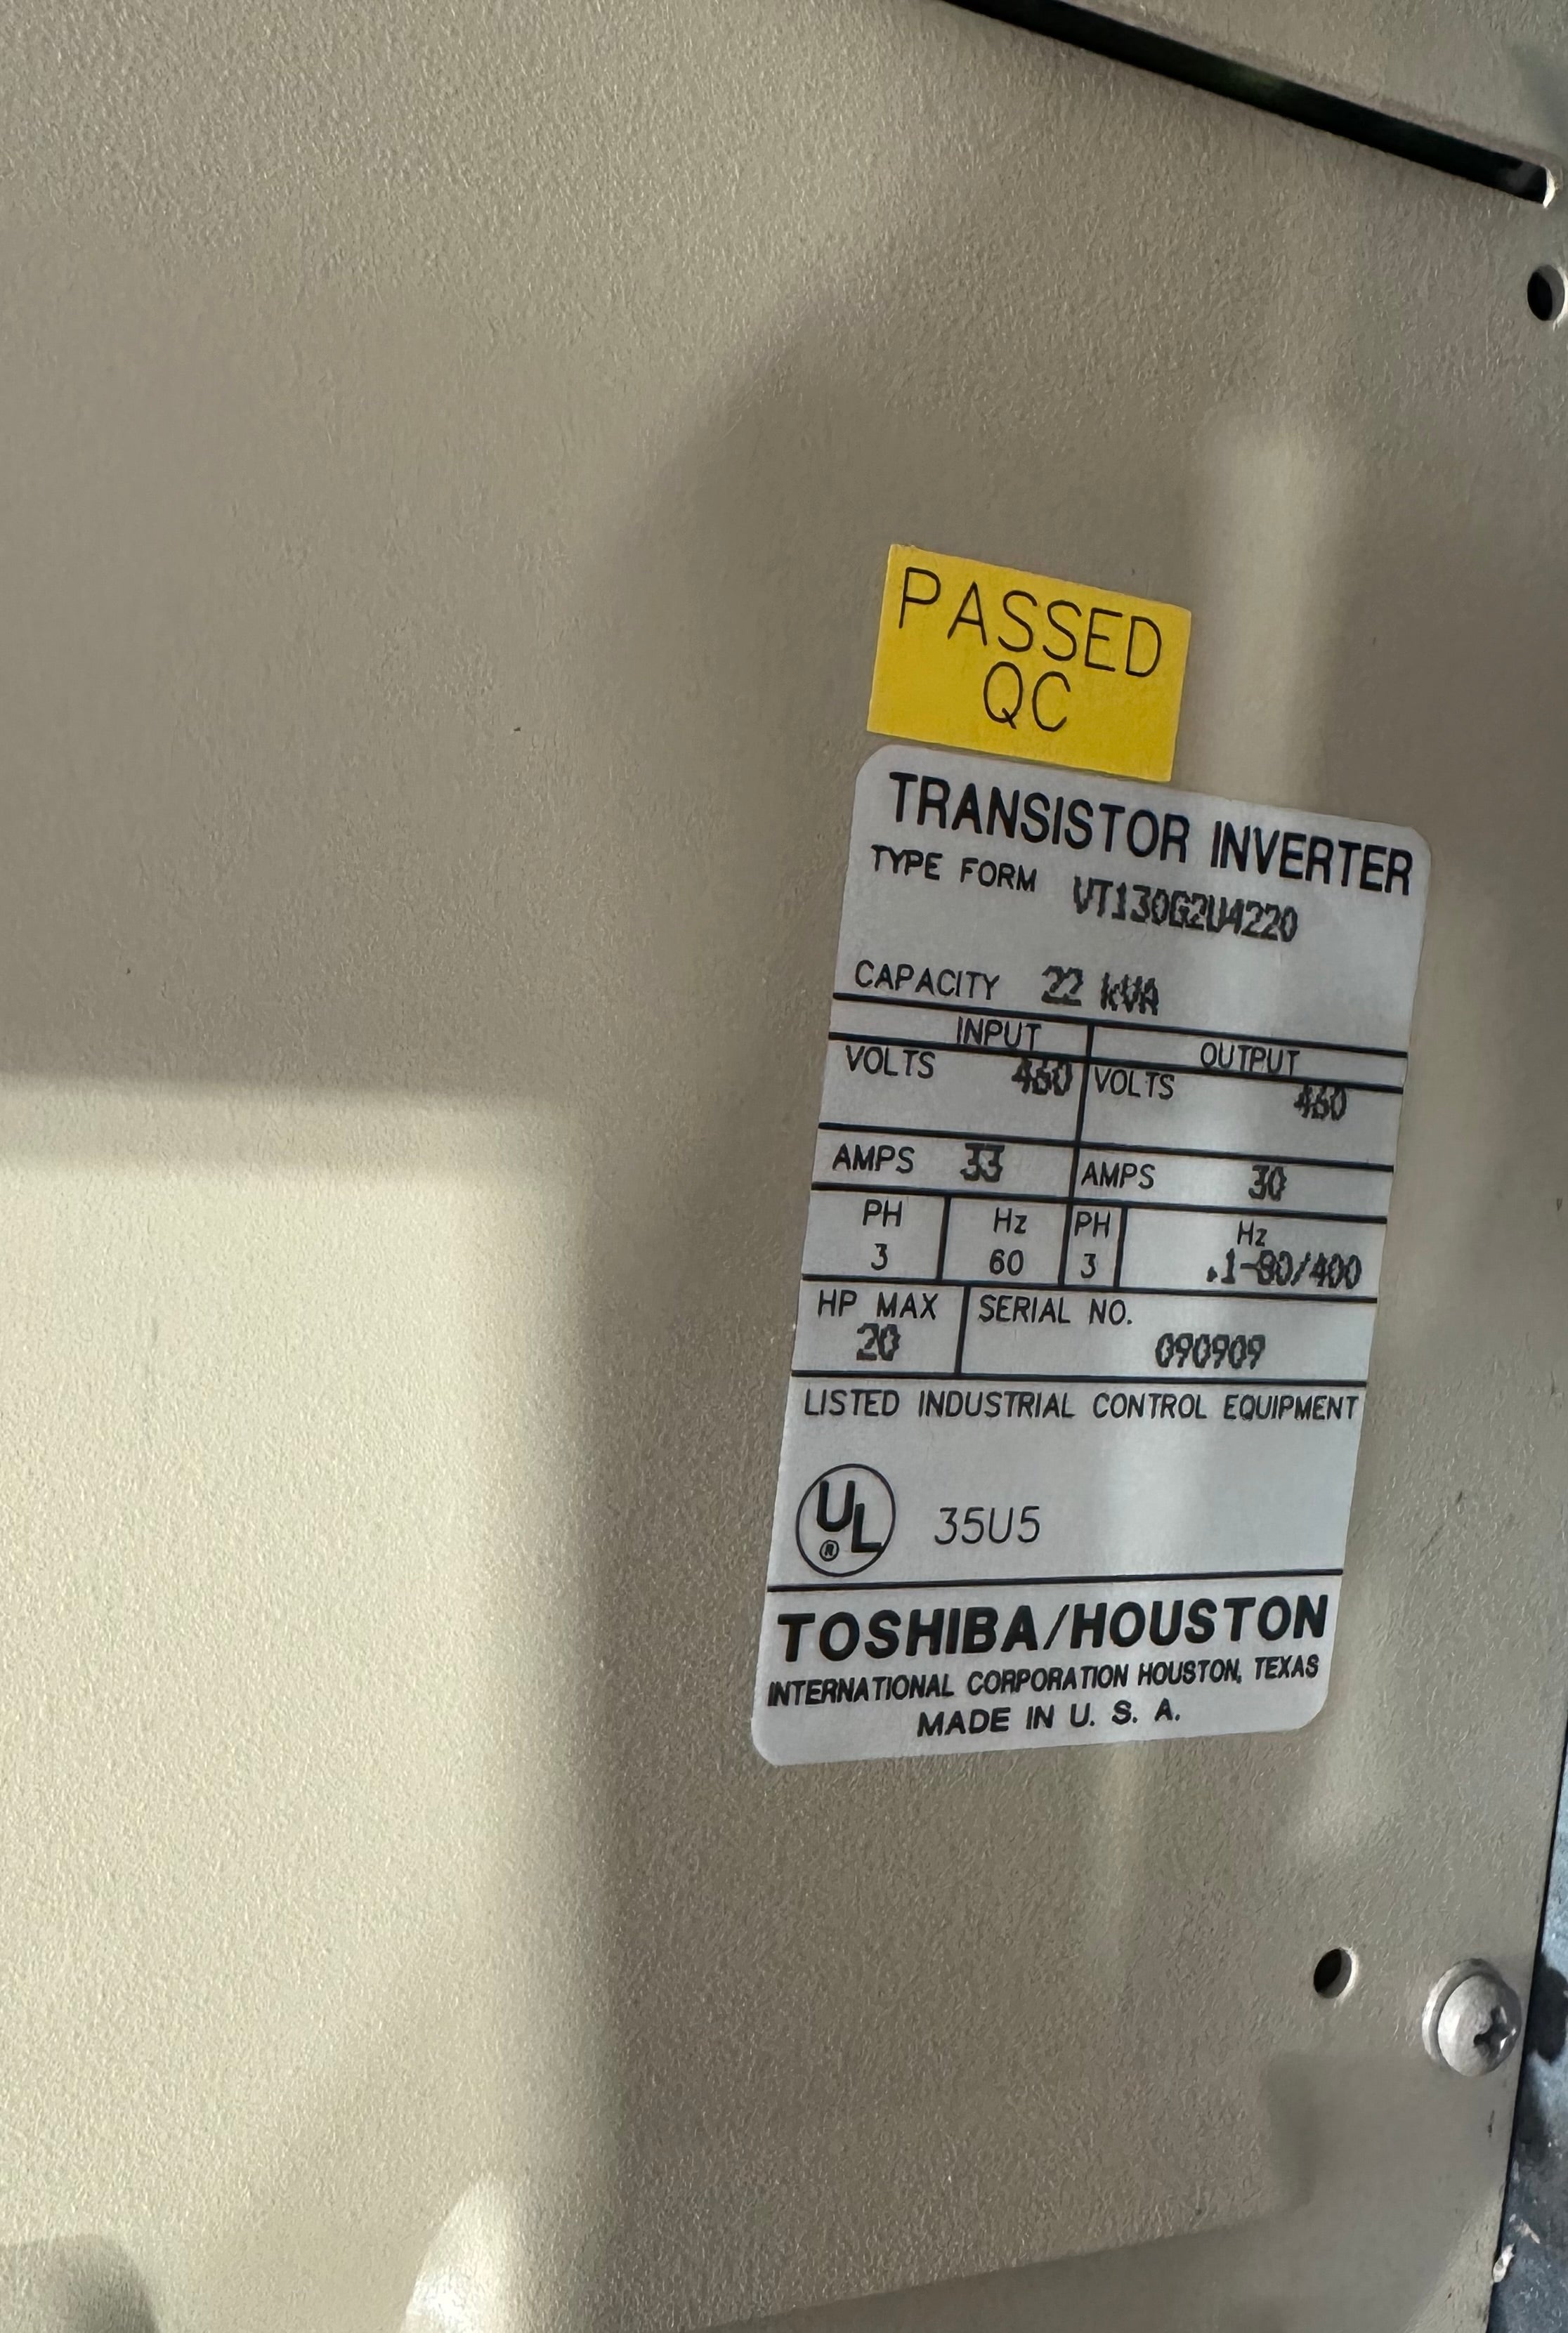 PASSED
QC
TRANSISTOR INVERTER
TYPE FORM VT130G2U4220
CAPACITY 22 kVA
INPUT OUTPUT
VOLTS 460 VOLTS 460
AMPS 33 AMPS 30
PH Hz PH Hz
3 60 3 .1-80/400
HP MAX SERIAL NO.
20 090909
LISTED INDUSTRIAL CONTROL EQUIPMENT
UL ® 35U5
TOSHIBA/HOUSTON
INTERNATIONAL CORPORATION HOUSTON, TEXAS
MADE IN U. S. A.